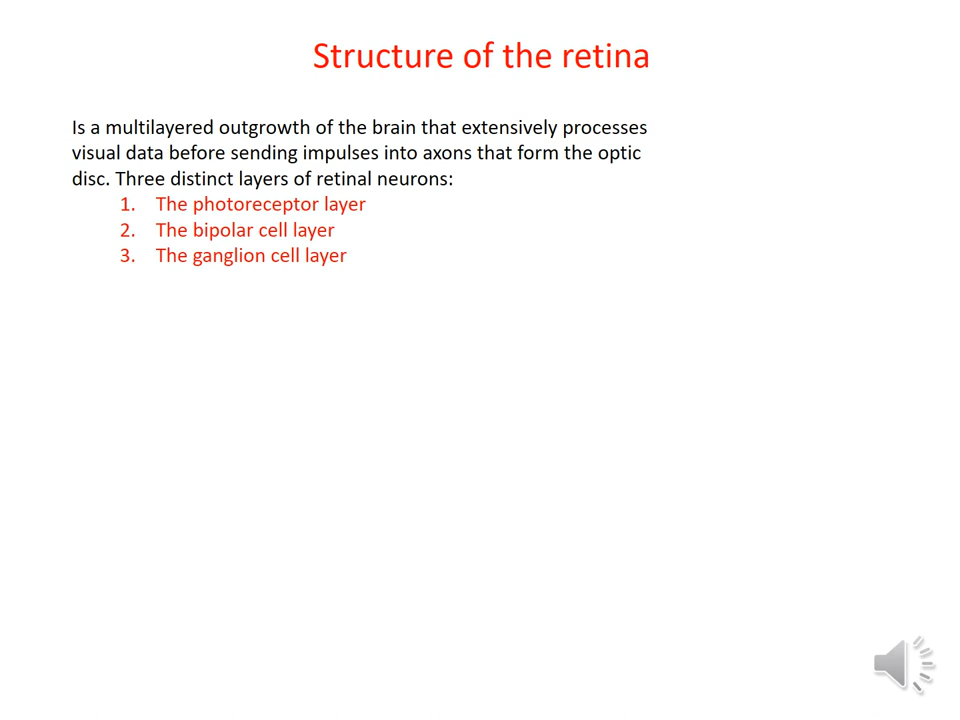 Structure of the retina
Is a multilayered outgrowth of the brain that extensively processes
visual data before sending impulses into axons that form the optic
disc. Three distinct layers of retinal neurons:
1. The photoreceptor layer
2. The bipolar cell layer
3. The ganglion cell layer